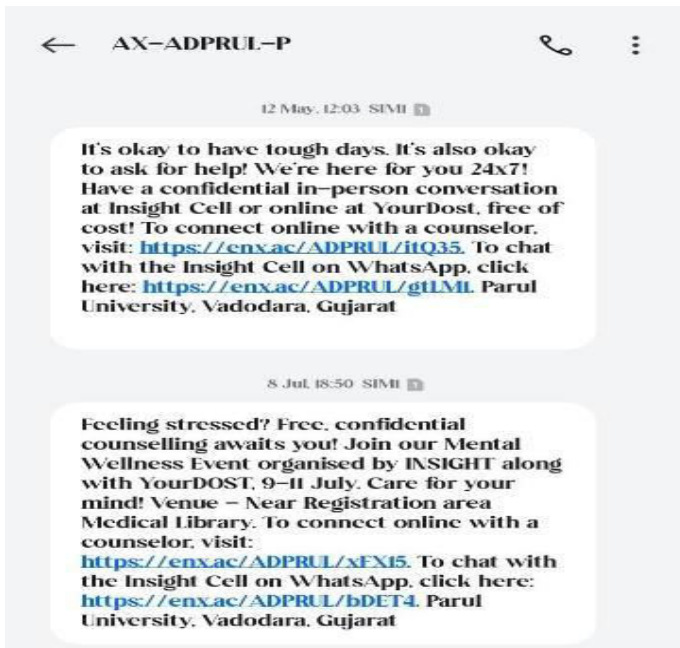 AX-ADPRUL-P
12 May, 12:03 SIM1 1
It's okay to have tough days. It's also okay
to ask for help! We're here for you 24x7!
Have a confidential in-person conversation
at Insight Cell or online at YourDost, free of
cost! To connect online with a counselor,
visit: https://enx.ac/ADPRUL/itQ35. To chat
with the Insight Cell on WhatsApp, click
here: https://enx.ac/ADPRUL/gtLMI. Parul
University, Vadodara, Gujarat
8 Jul, 18:50 SIM1 1
Feeling stressed? Free, confidential
counselling awaits you! Join our Mental
Wellness Event organised by INSIGHT along
with YourDOST, 9-11 July. Care for your
mind! Venue - Near Registration area
Medical Library. To connect online with a
counselor, visit:
https://enx.ac/ADPRUL/xFX15. To chat with
the Insight Cell on WhatsApp, click here:
https://enx.ac/ADPRUL/bDET4. Parul
University, Vadodara, Gujarat